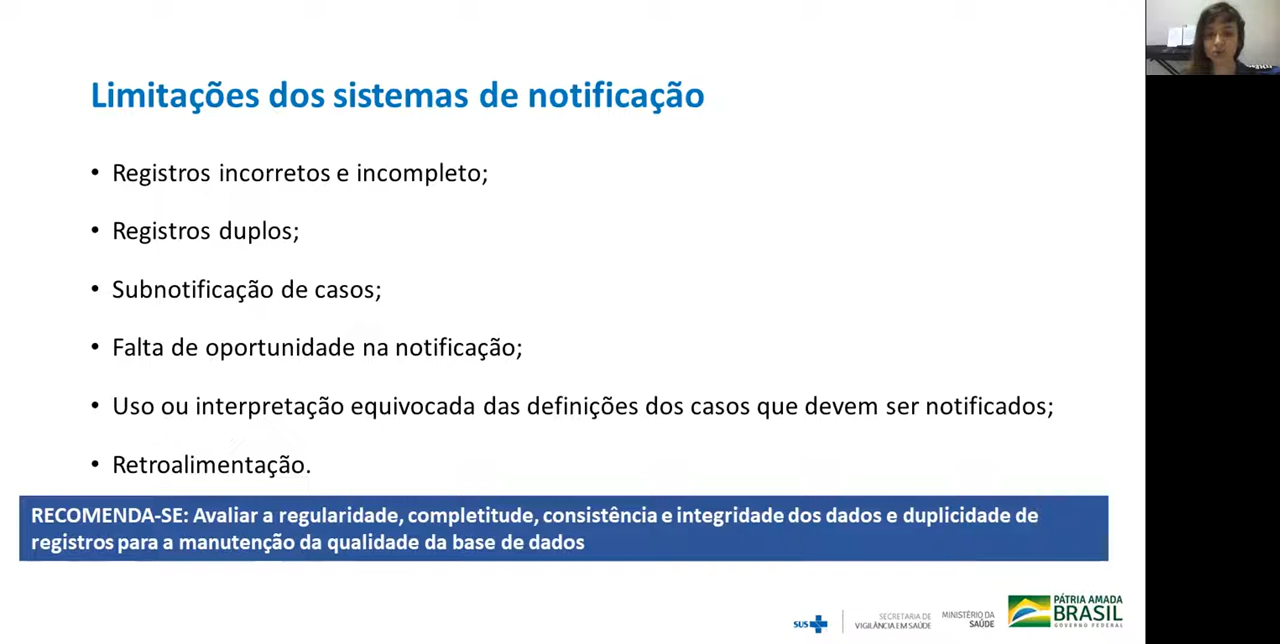 Limitações dos sistemas de notificação
• Registros incorretos e incompleto;
• Registros duplos;
• Subnotificação de casos;
• Falta de oportunidade na notificação;
• Uso ou interpretação equivocada das definições dos casos que devem ser notificados;
• Retroalimentação.
RECOMENDA-SE: Avaliar a regularidade, completitude, consistência e integridade dos dados e duplicidade de
registros para a manutenção da qualidade da base de dados
SUS
SECRETARIA DE
VIGILÂNCIA EM SAÚDE
MINISTÉRIO DA
SAÚDE
PÁTRIA AMADA
BRASIL
GOVERNO FEDERAL